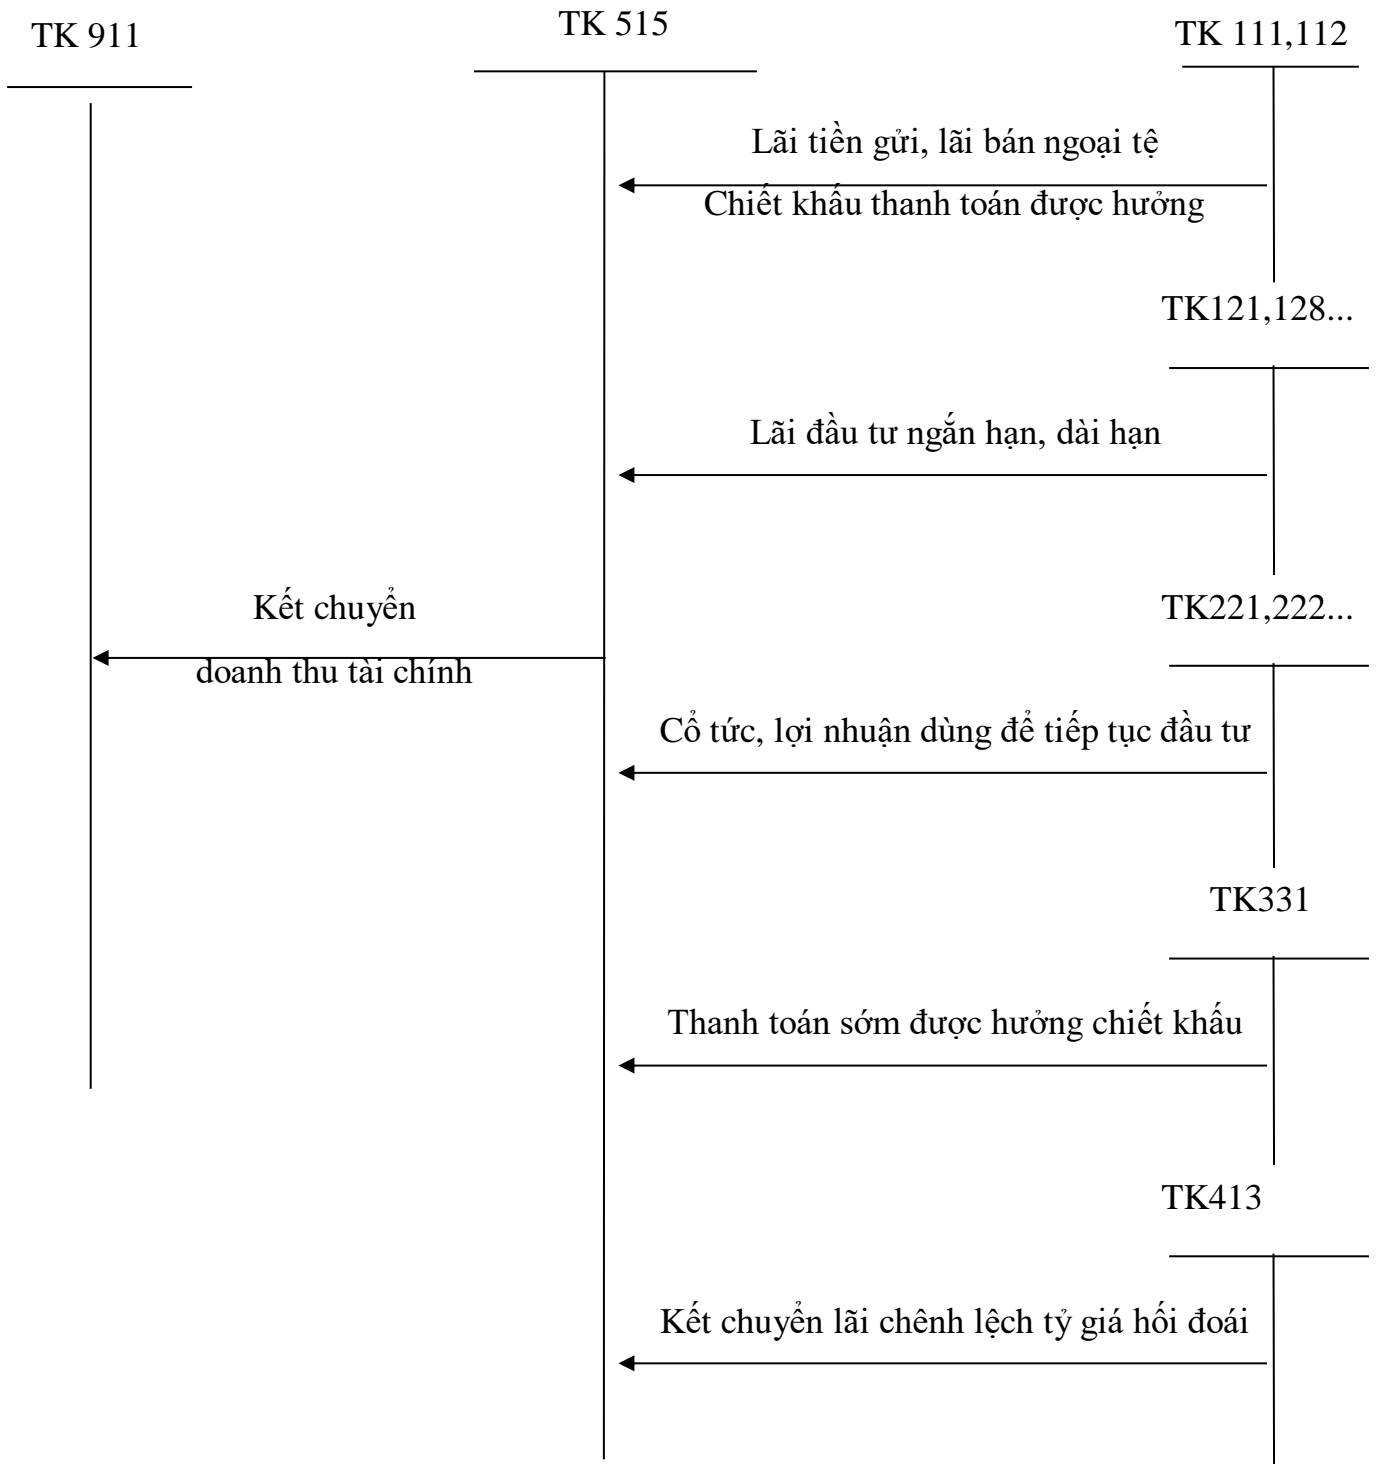 TK 911
TK 515
TK 111,112
Lãi tiền gửi, lãi bán ngoại tệ
Chiết khấu thanh toán được hưởng
TK121,128...
Lãi đầu tư ngắn hạn, dài hạn
Kết chuyển
doanh thu tài chính
TK221,222...
Cổ tức, lợi nhuận dùng để tiếp tục đầu tư
TK331
Thanh toán sớm được hưởng chiết khấu
TK413
Kết chuyển lãi chênh lệch tỷ giá hối đoái